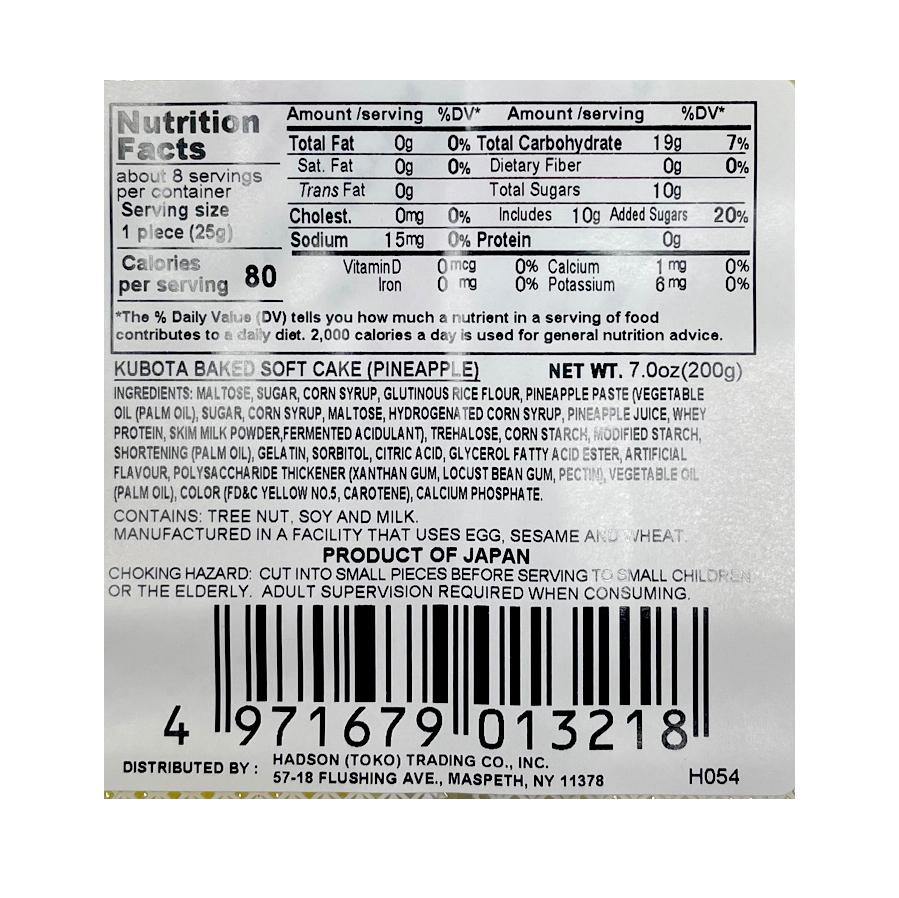 Nutrition Facts
about 8 servings
per container
Serving size
1 piece (25g)
Calories
per serving 80
Amount /serving %DV* Amount /serving %DV*
Total Fat 0g 0% Total Carbohydrate 19g 7%
Sat. Fat 0g 0% Dietary Fiber 0g 0%
Trans Fat 0g Total Sugars 10g
Cholest. 0mg 0% Includes 10g Added Sugars 20%
Sodium 15mg 0% Protein 0g
Vitamin D 0 mcg 0% Calcium 1 mg 0%
Iron 0 mg 0% Potassium 6 mg 0%
*The % Daily Value (DV) tells you how much a nutrient in a serving of food
contributes to a daily diet. 2,000 calories a day is used for general nutrition advice.
KUBOTA BAKED SOFT CAKE (PINEAPPLE) NET WT. 7.0oz(200g)
INGREDIENTS: MALTOSE, SUGAR, CORN SYRUP, GLUTINOUS RICE FLOUR, PINEAPPLE PASTE (VEGETABLE
OIL (PALM OIL), SUGAR, CORN SYRUP, MALTOSE, HYDROGENATED CORN SYRUP, PINEAPPLE JUICE, WHEY
PROTEIN, SKIM MILK POWDER,FERMENTED ACIDULANT), TREHALOSE, CORN STARCH, MODIFIED STARCH,
SHORTENING (PALM OIL), GELATIN, SORBITOL, CITRIC ACID, GLYCEROL FATTY ACID ESTER, ARTIFICIAL
FLAVOUR, POLYSACCHARIDE THICKENER (XANTHAN GUM, LOCUST BEAN GUM, PECTIN), VEGETABLE OIL
(PALM OIL), COLOR (FD&C YELLOW NO.5, CAROTENE), CALCIUM PHOSPHATE.
CONTAINS: TREE NUT, SOY AND MILK.
MANUFACTURED IN A FACILITY THAT USES EGG, SESAME AND WHEAT.
PRODUCT OF JAPAN
CHOKING HAZARD: CUT INTO SMALL PIECES BEFORE SERVING TO SMALL CHILDREN
OR THE ELDERLY. ADULT SUPERVISION REQUIRED WHEN CONSUMING.
4 971679 013218
DISTRIBUTED BY : HADSON (TOKO) TRADING CO., INC.
57-18 FLUSHING AVE., MASPETH, NY 11378
H054